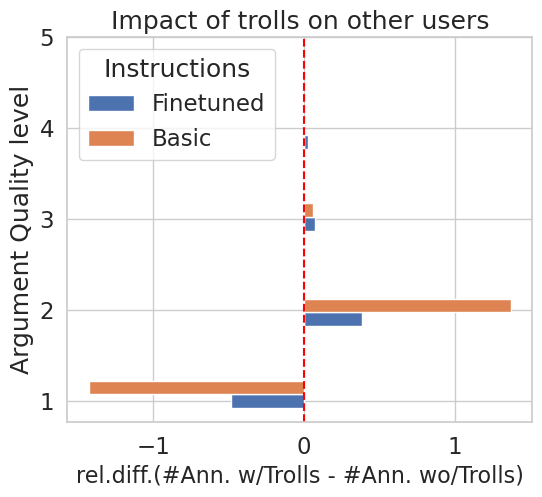 Impact of trolls on other users
Argument Quality level
5
4
3
2
1
Instructions
Finetuned
Basic
−1
0
1
rel.diff.(#Ann. w/Trolls - #Ann. wo/Trolls)